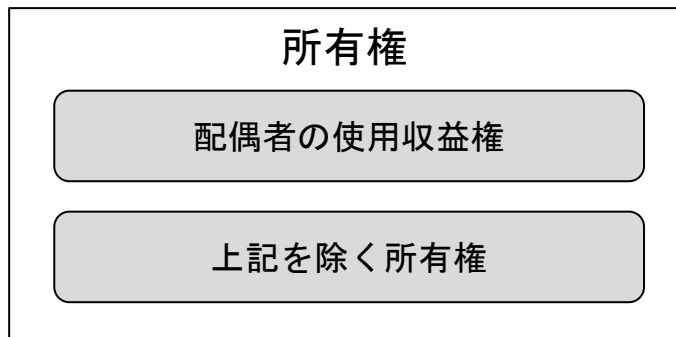 所有権
配偶者の使用収益権
上記を除く所有権